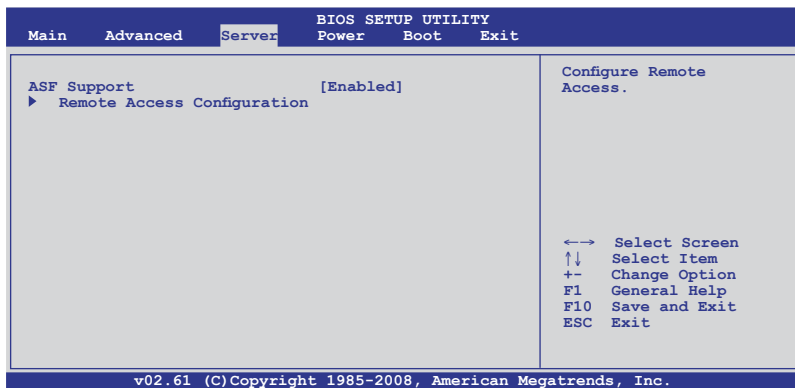 BIOS SETUP UTILITY
Main Advanced Server Power Boot Exit
ASF Support [Enabled]
Remote Access Configuration
Configure Remote
Access.
←→ Select Screen
↑↓ Select Item
+- Change Option
F1 General Help
F10 Save and Exit
ESC Exit
v02.61 (C)Copyright 1985-2008, American Megatrends, Inc.